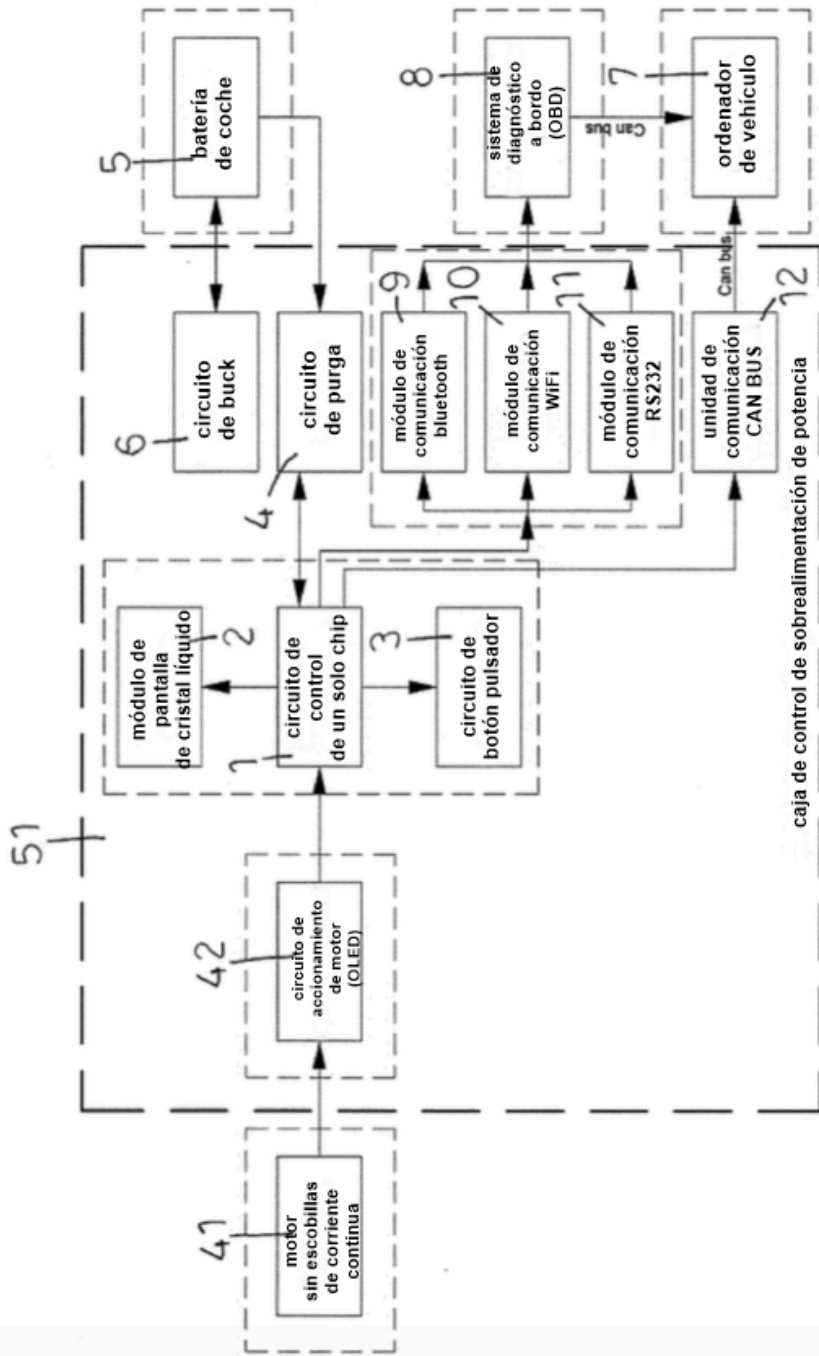 51
41
motor
sin escobillas
de corriente
continua
42
circuito de
accionamiento
de motor
(OLED)
módulo de
pantalla
de cristal líquido
2
1
circuito de
control
de un solo chip
3
circuito de
botón pulsador
6
circuito
de buck
4
circuito
de purga
módulo de
comunicación
bluetooth
9
módulo de
comunicación
WiFi
10
módulo de
comunicación
RS232
11
unidad de
comunicación
CAN BUS
12
5
batería
de coche
8
sistema de
diagnóstico
a bordo
(OBD)
Can bus
Can bus
7
ordenador
de vehículo
caja de control de sobrealimentación de potencia